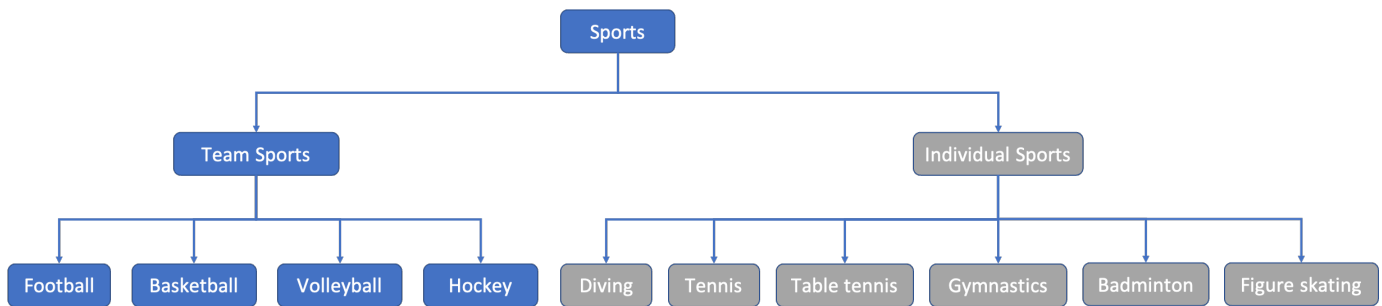 Sports
Team Sports
Individual Sports
Football
Basketball
Volleyball
Hockey
Diving
Tennis
Table tennis
Gymnastics
Badminton
Figure skating